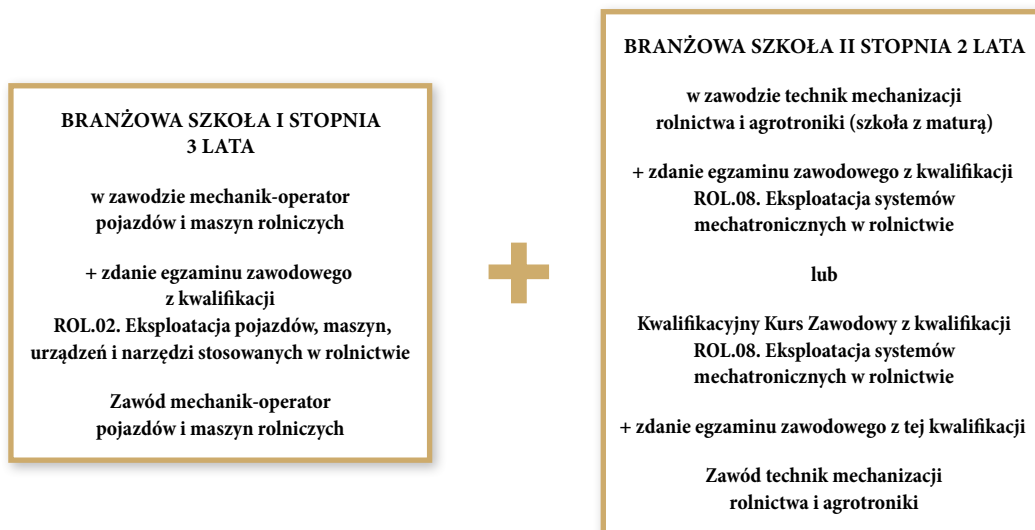 BRANŻOWA SZKOŁA I STOPNIA
3 LATA
w zawodzie mechanik-operator
pojazdów i maszyn rolniczych
+ zdanie egzaminu zawodowego
z kwalifikacji
ROL.02. Eksploatacja pojazdów, maszyn,
urządzeń i narzędzi stosowanych w rolnictwie
Zawód mechanik-operator
pojazdów i maszyn rolniczych
+
BRANŻOWA SZKOŁA II STOPNIA 2 LATA
w zawodzie technik mechanizacji
rolnictwa i agrotroniki (szkoła z maturą)
+ zdanie egzaminu zawodowego z kwalifikacji
ROL.08. Eksploatacja systemów
mechatronicznych w rolnictwie
lub
Kwalifikacyjny Kurs Zawodowy z kwalifikacji
ROL.08. Eksploatacja systemów
mechatronicznych w rolnictwie
+ zdanie egzaminu zawodowego z tej kwalifikacji
Zawód technik mechanizacji
rolnictwa i agrotroniki